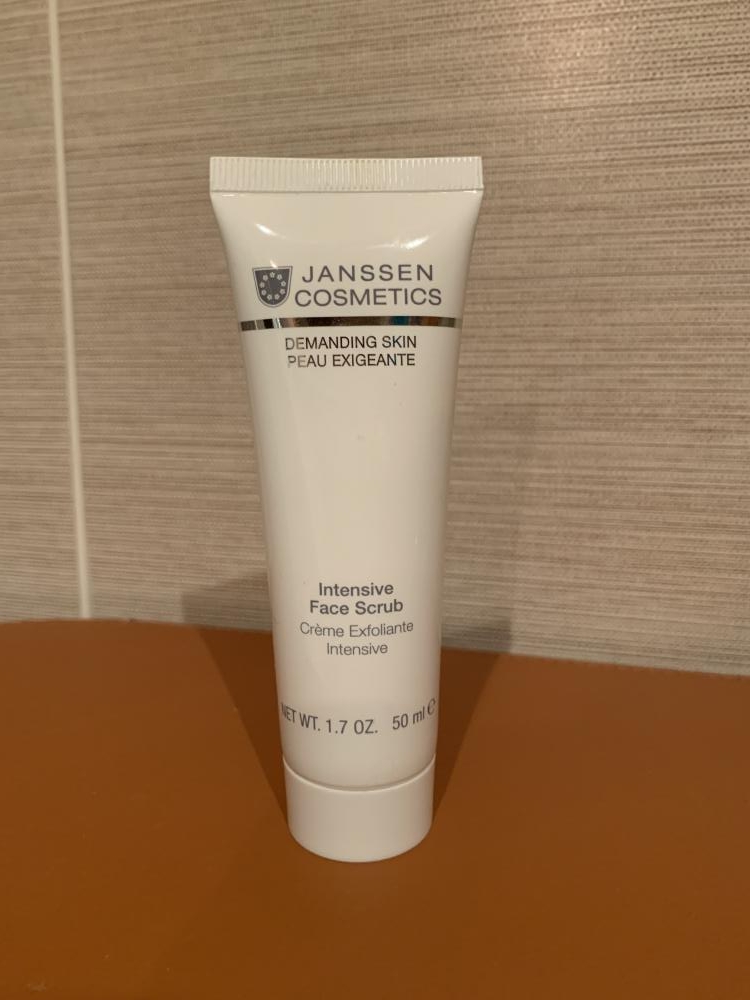 JANSSEN
COSMETICS
DEMANDING SKIN
PEAU EXIGEANTE
Intensive
Face Scrub
Crème Exfoliante
Intensive
NET WT. 1.7 OZ. 50 ml ℮